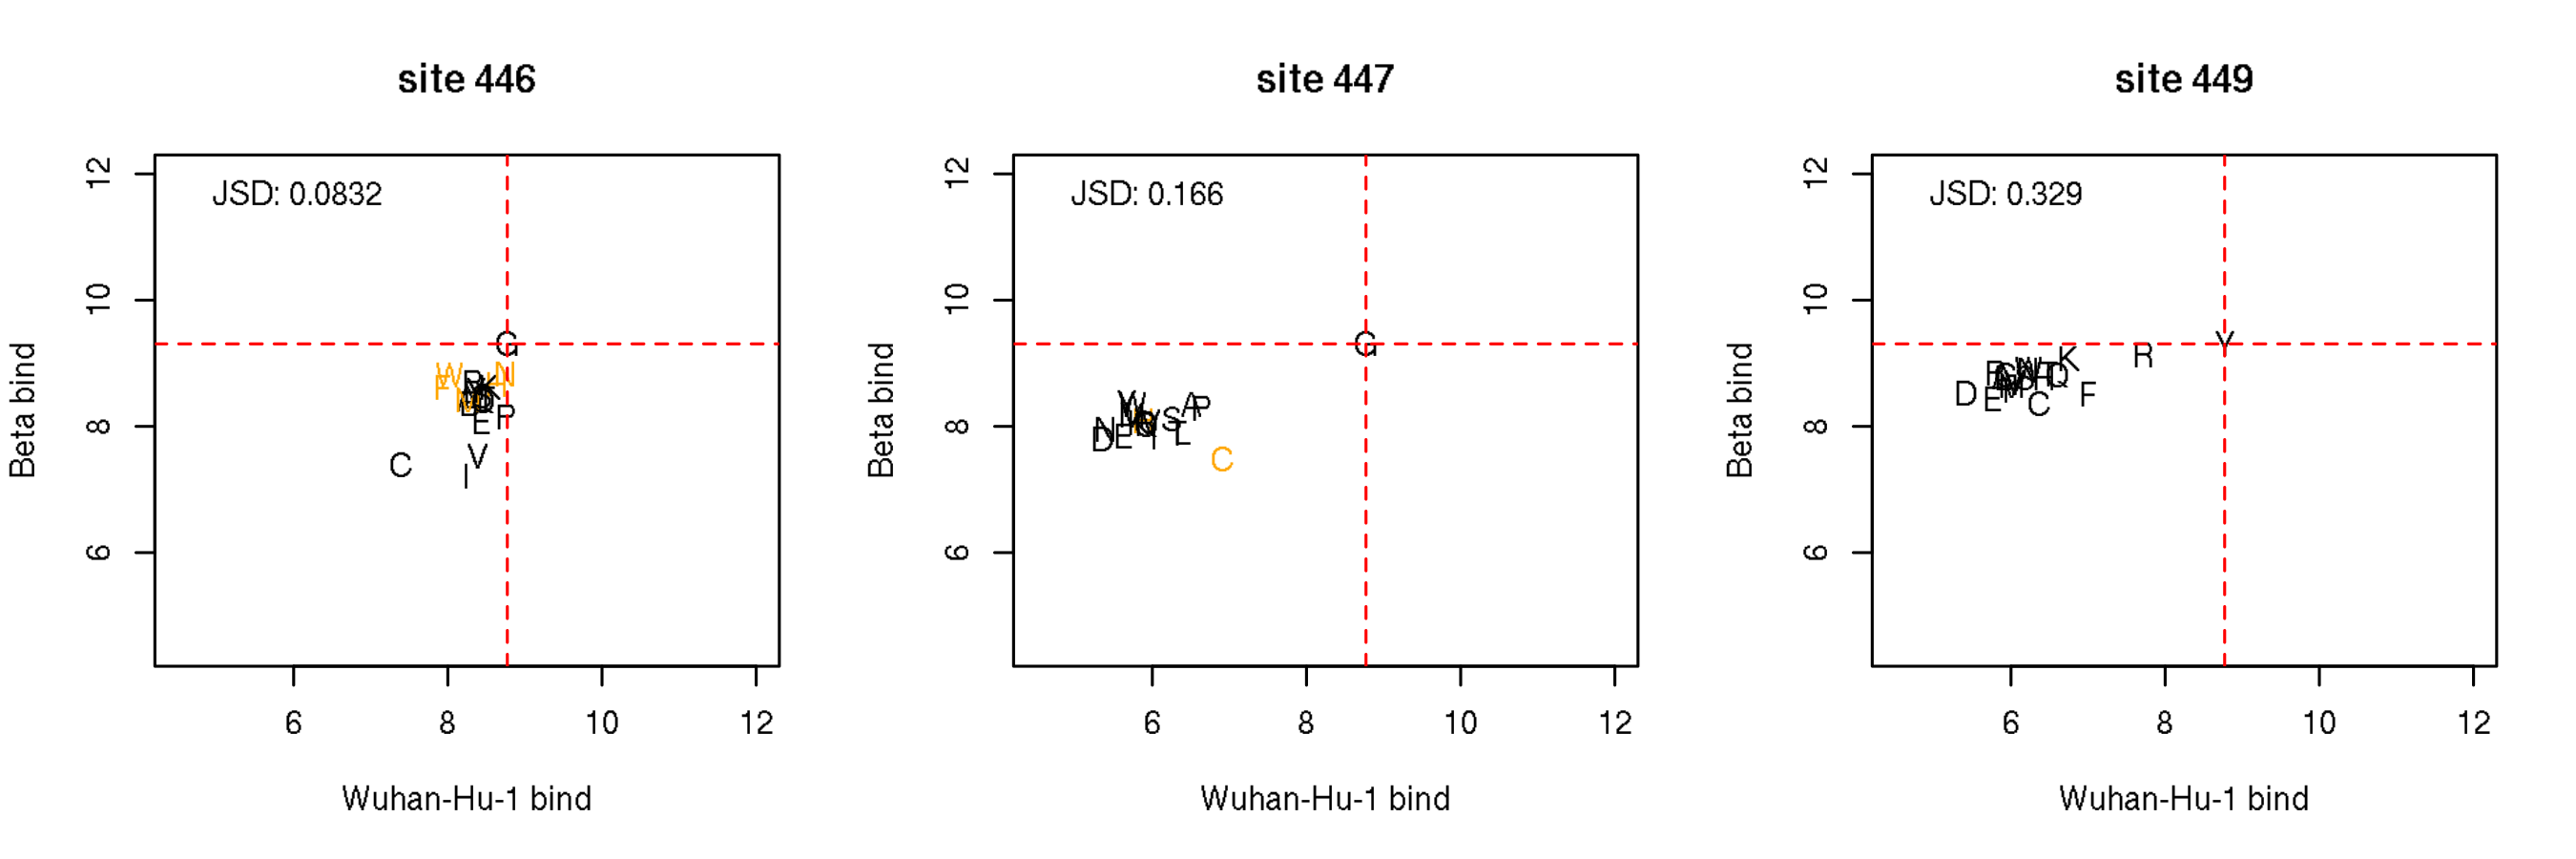 site 446
site 447
site 449
JSD: 0.0832
JSD: 0.166
JSD: 0.329
Beta bind
12
10
8
6
G
W
N
P
E
V
C
I
6
8
10
12
Wuhan-Hu-1 bind
Beta bind
12
10
8
6
G
W
N
D
E
S
A
P
L
C
6
8
10
12
Wuhan-Hu-1 bind
Beta bind
12
10
8
6
Y
R
K
F
C
D
E
Q
6
8
10
12
Wuhan-Hu-1 bind